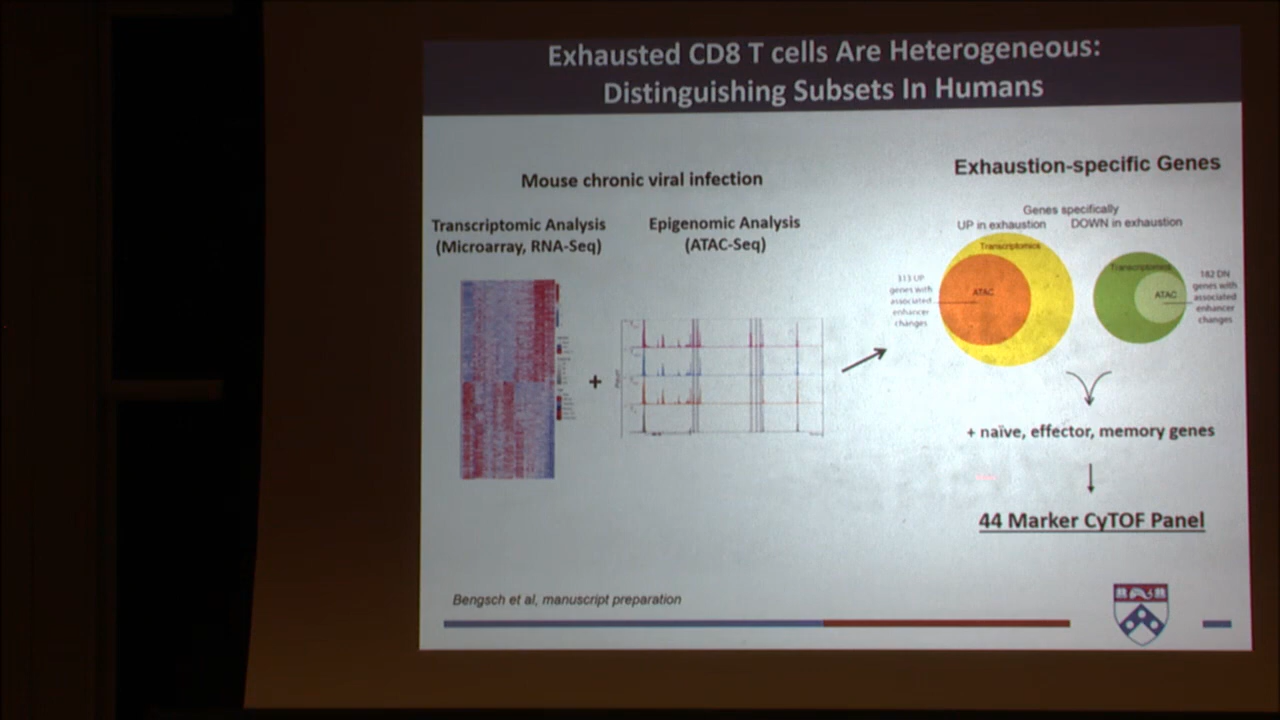 Exhausted CD8 T cells Are Heterogeneous:
Distinguishing Subsets In Humans
Mouse chronic viral infection
Transcriptomic Analysis
(Microarray, RNA-Seq)
Epigenomic Analysis
(ATAC-Seq)
+
Exhaustion-specific Genes
Genes specifically
UP in exhaustion
DOWN in exhaustion
Transcriptomics
ATAC
313 UP
genes with
associated
enhancer
changes
Transcriptomics
ATAC
182 DN
genes with
associated
enhancer
changes
+ naïve, effector, memory genes
44 Marker CyTOF Panel
Bengsch et al, manuscript preparation